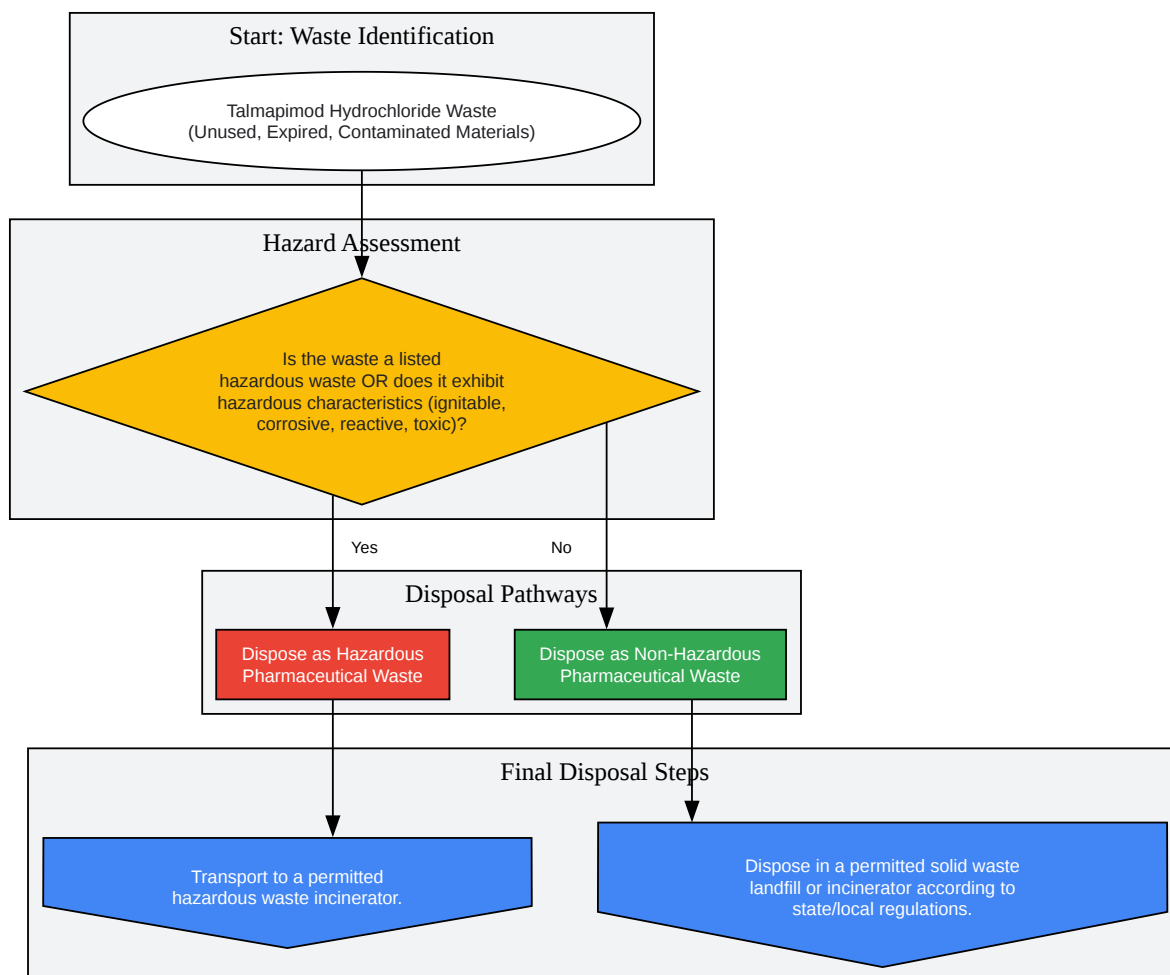 Start: Waste Identification
Talmapimod Hydrochloride Waste
(Unused, Expired, Contaminated Materials)
Hazard Assessment
Is the waste a listed
hazardous waste OR does it exhibit
hazardous characteristics (ignitable,
corrosive, reactive, toxic)?
Yes
No
Disposal Pathways
Dispose as Hazardous
Pharmaceutical Waste
Dispose as Non-Hazardous
Pharmaceutical Waste
Final Disposal Steps
Transport to a permitted
hazardous waste incinerator.
Dispose in a permitted solid waste
landfill or incinerator according to
state/local regulations.